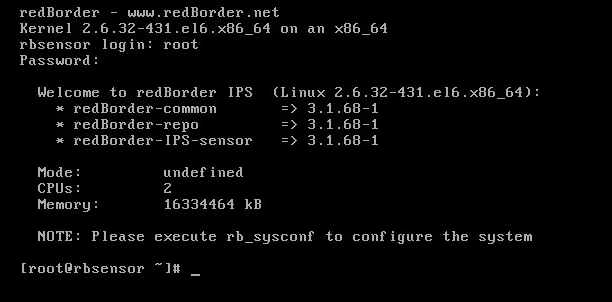 redBorder - www.redBorder.net
Kernel 2.6.32-431.el6.x86_64 on an x86_64
rbsensor login: root
Password:
Welcome to redBorder IPS (Linux 2.6.32-431.el6.x86_64):
* redBorder-common => 3.1.68-1
* redBorder-repo => 3.1.68-1
* redBorder-IPS-sensor => 3.1.68-1
Mode: undefined
CPUs: 2
Memory: 16334464 kB
NOTE: Please execute rb_sysconf to configure the system
[root@rbsensor ~]# _